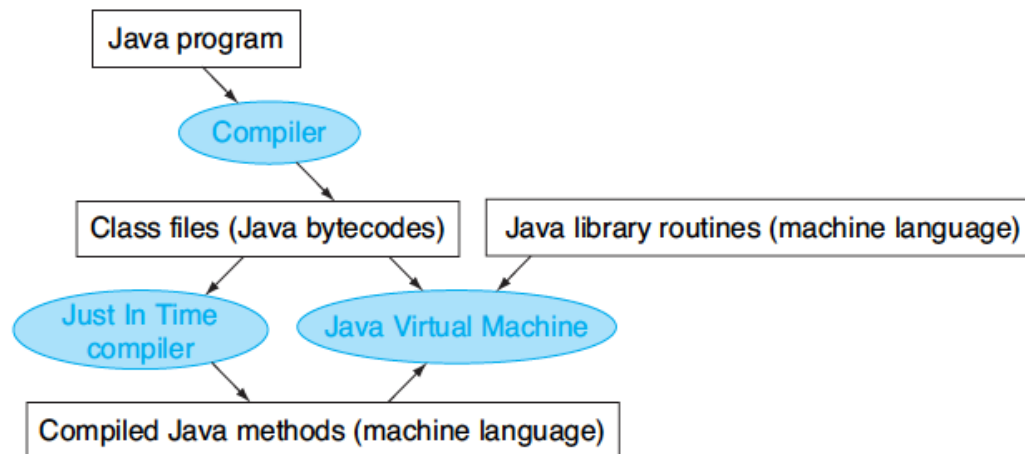 Java program
Compiler
Class files (Java bytecodes)
Java library routines (machine language)
Just In Time
compiler
Java Virtual Machine
Compiled Java methods (machine language)